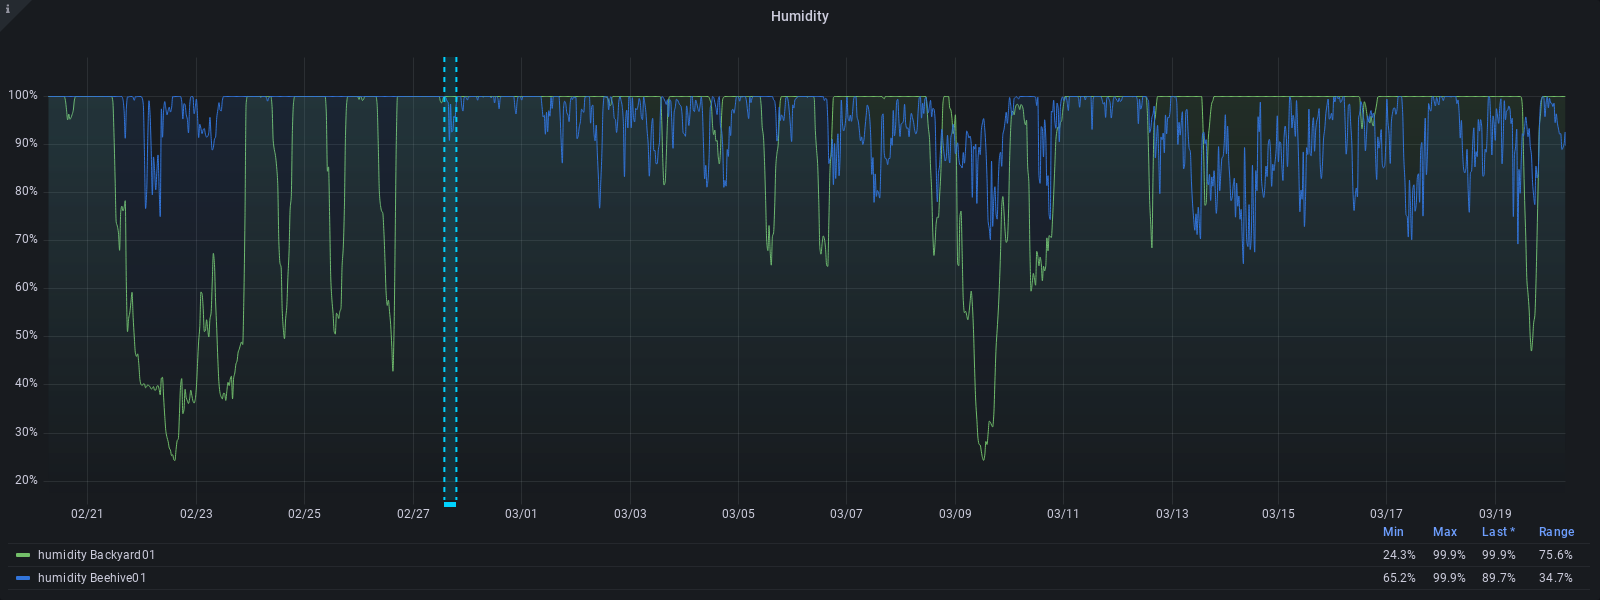 i
Humidity
100%
90%
80%
70%
60%
50%
40%
30%
20%
02/21 02/23 02/25 02/27 03/01 03/03 03/05 03/07 03/09 03/11 03/13 03/15 03/17 03/19
Min Max Last * Range
humidity Backyard01 24.3% 99.9% 99.9% 75.6%
humidity Beehive01 65.2% 99.9% 89.7% 34.7%